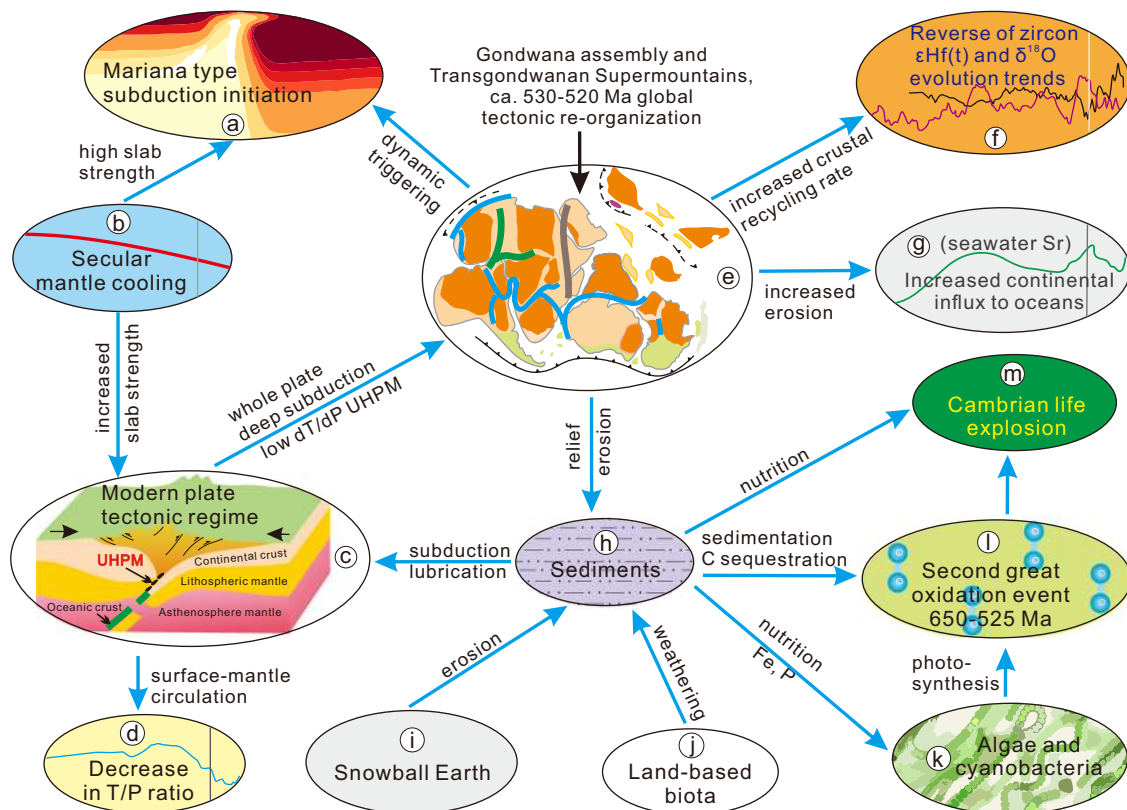 Mariana type
subduction initiation
a
Gondwana assembly and
Transgondwanan Supermountains,
ca. 530-520 Ma global
tectonic re-organization
Reverse of zircon
εHf(t) and δ¹⁸O
evolution trends
f
high slab
strength
dynamic
triggering
increased crustal
recycling rate
b
Secular
mantle cooling
e
g
(seawater Sr)
Increased continental
influx to oceans
increased
erosion
increased
slab strength
whole plate
deep subduction
low dT/dP UHPM
relief
erosion
nutrition
m
Cambrian life
explosion
Modern plate
tectonic regime
UHPM
Continental crust
Lithospheric mantle
Oceanic crust
Asthenosphere mantle
c
subduction
lubrication
h
Sediments
sedimentation
C sequestration
l
Second great
oxidation event
650-525 Ma
surface-mantle
circulation
erosion
weathering
nutrition
Fe, P
photo-
synthesis
d
Decrease
in T/P ratio
i
Snowball Earth
j
Land-based
biota
k
Algae and
cyanobacteria